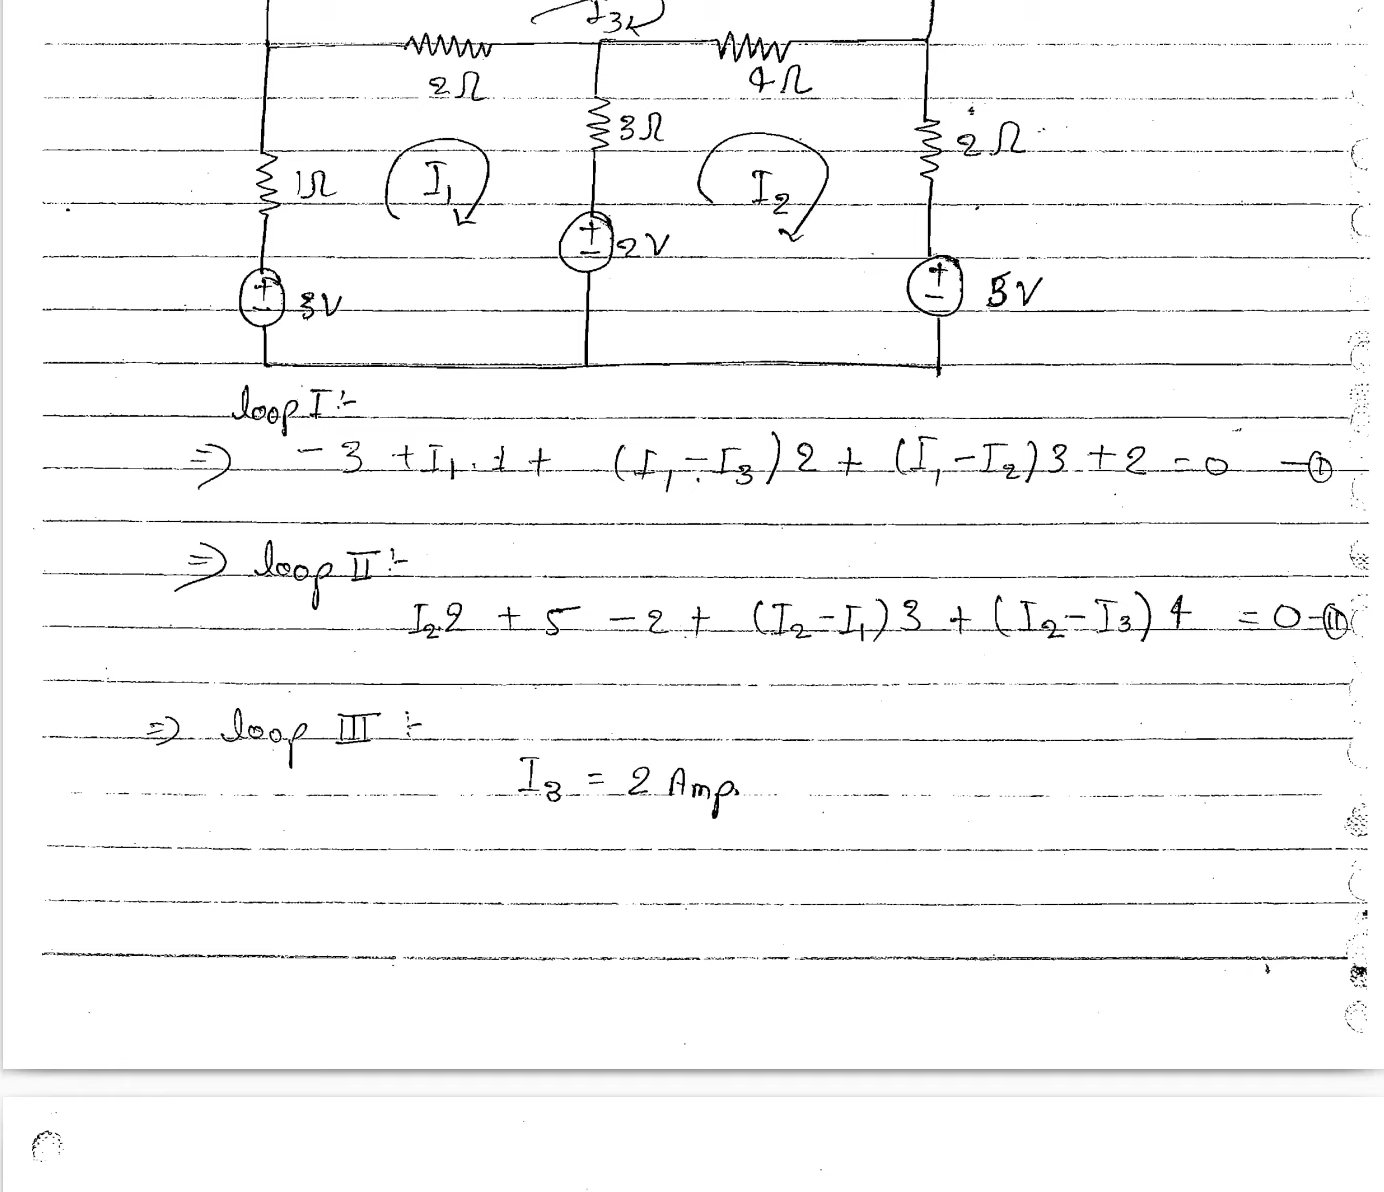 I3
2Ω 4Ω
3Ω 2Ω
1Ω I1 I2
2V
3V 5V
loop I :-
⇒ - 3 + I1.1 + (I1 - I3) 2 + (I1 - I2) 3 + 2 = 0 - I
⇒ loop II :-
I2 2 + 5 - 2 + (I2 - I1) 3 + (I2 - I3) 4 = 0 - II
⇒ loop III :-
I3 = 2 Amp.